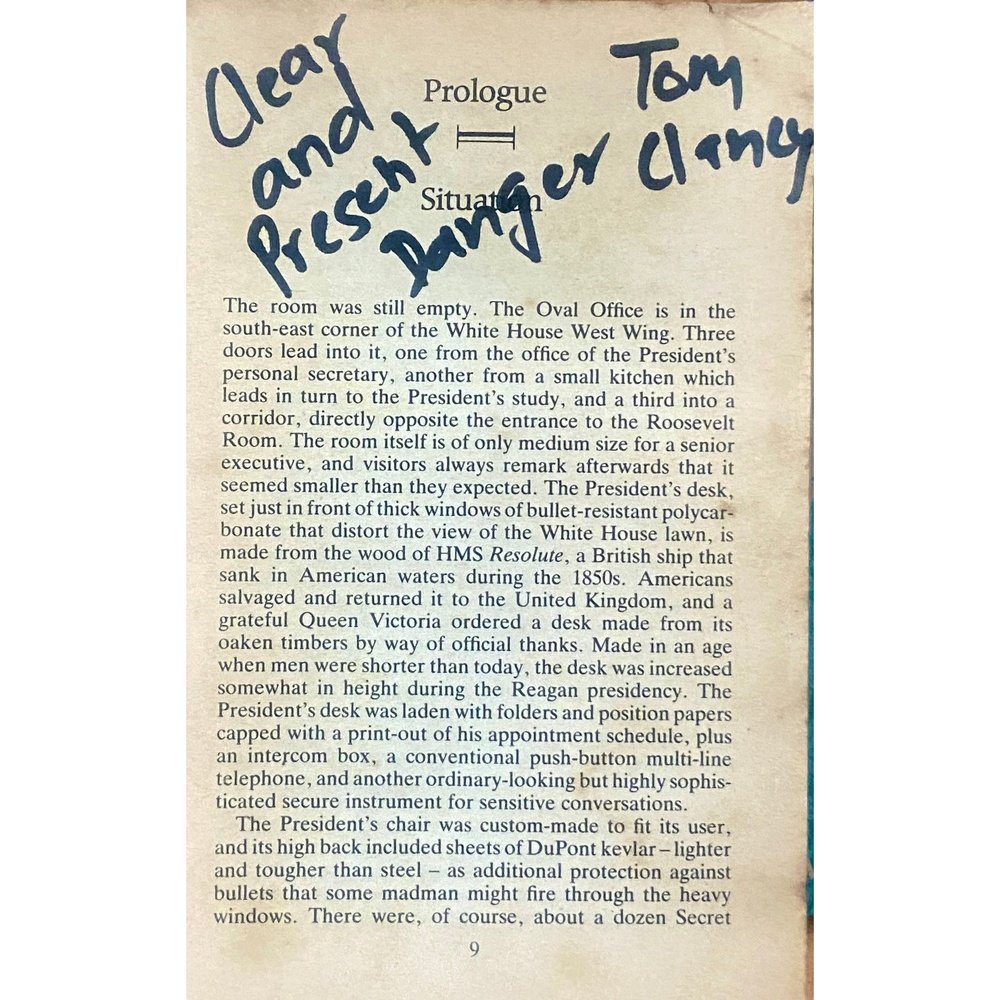 Clear
and
Present
Danger
Tom
Clancy
Prologue
Situation
The room was still empty. The Oval Office is in the
south-east corner of the White House West Wing. Three
doors lead into it, one from the office of the President's
personal secretary, another from a small kitchen which
leads in turn to the President's study, and a third into a
corridor, directly opposite the entrance to the Roosevelt
Room. The room itself is of only medium size for a senior
executive, and visitors always remark afterwards that it
seemed smaller than they expected. The President's desk,
set just in front of thick windows of bullet-resistant polycar-
bonate that distort the view of the White House lawn, is
made from the wood of HMS Resolute, a British ship that
sank in American waters during the 1850s. Americans
salvaged and returned it to the United Kingdom, and a
grateful Queen Victoria ordered a desk made from its
oaken timbers by way of official thanks. Made in an age
when men were shorter than today, the desk was increased
somewhat in height during the Reagan presidency. The
President's desk was laden with folders and position papers
capped with a print-out of his appointment schedule, plus
an intercom box, a conventional push-button multi-line
telephone, and another ordinary-looking but highly sophis-
ticated secure instrument for sensitive conversations.
The President's chair was custom-made to fit its user,
and its high back included sheets of DuPont kevlar – lighter
and tougher than steel – as additional protection against
bullets that some madman might fire through the heavy
windows. There were, of course, about a dozen Secret
9